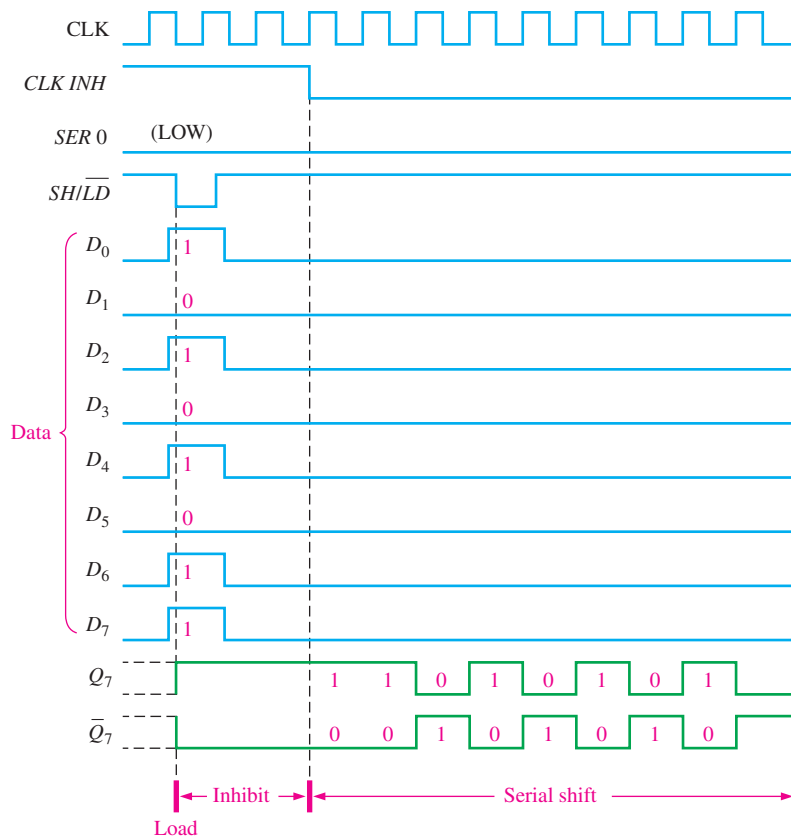 CLK
CLK INH
SER 0 (LOW)
SH/L̅D̅
D₀ 1
D₁ 0
D₂ 1
D₃ 0
Data
D₄ 1
D₅ 0
D₆ 1
D₇ 1
Q₇ 1 1 0 1 0 1 0 1
Q̅₇ 0 0 1 0 1 0 1 0
Inhibit Serial shift
Load